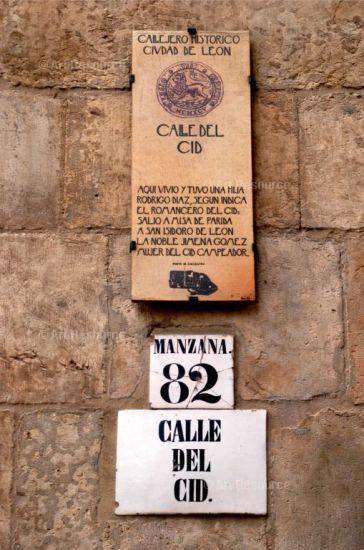 CALLEJERO HISTORICO
CIUDAD DE LEON
CALLE DEL
CID
AQUI VIVIO Y TUVO UNA HIJA
RODRIGO DIAZ, SEGUN INDICA
EL ROMANCERO DEL CID:
SALIO A MISA DE PARIDA
A SAN ISIDORO DE LEON
LA NOBLE JIMENA GOMEZ
MUJER DEL CID CAMPEADOR.
MANZANA.
82
CALLE
DEL
CID.